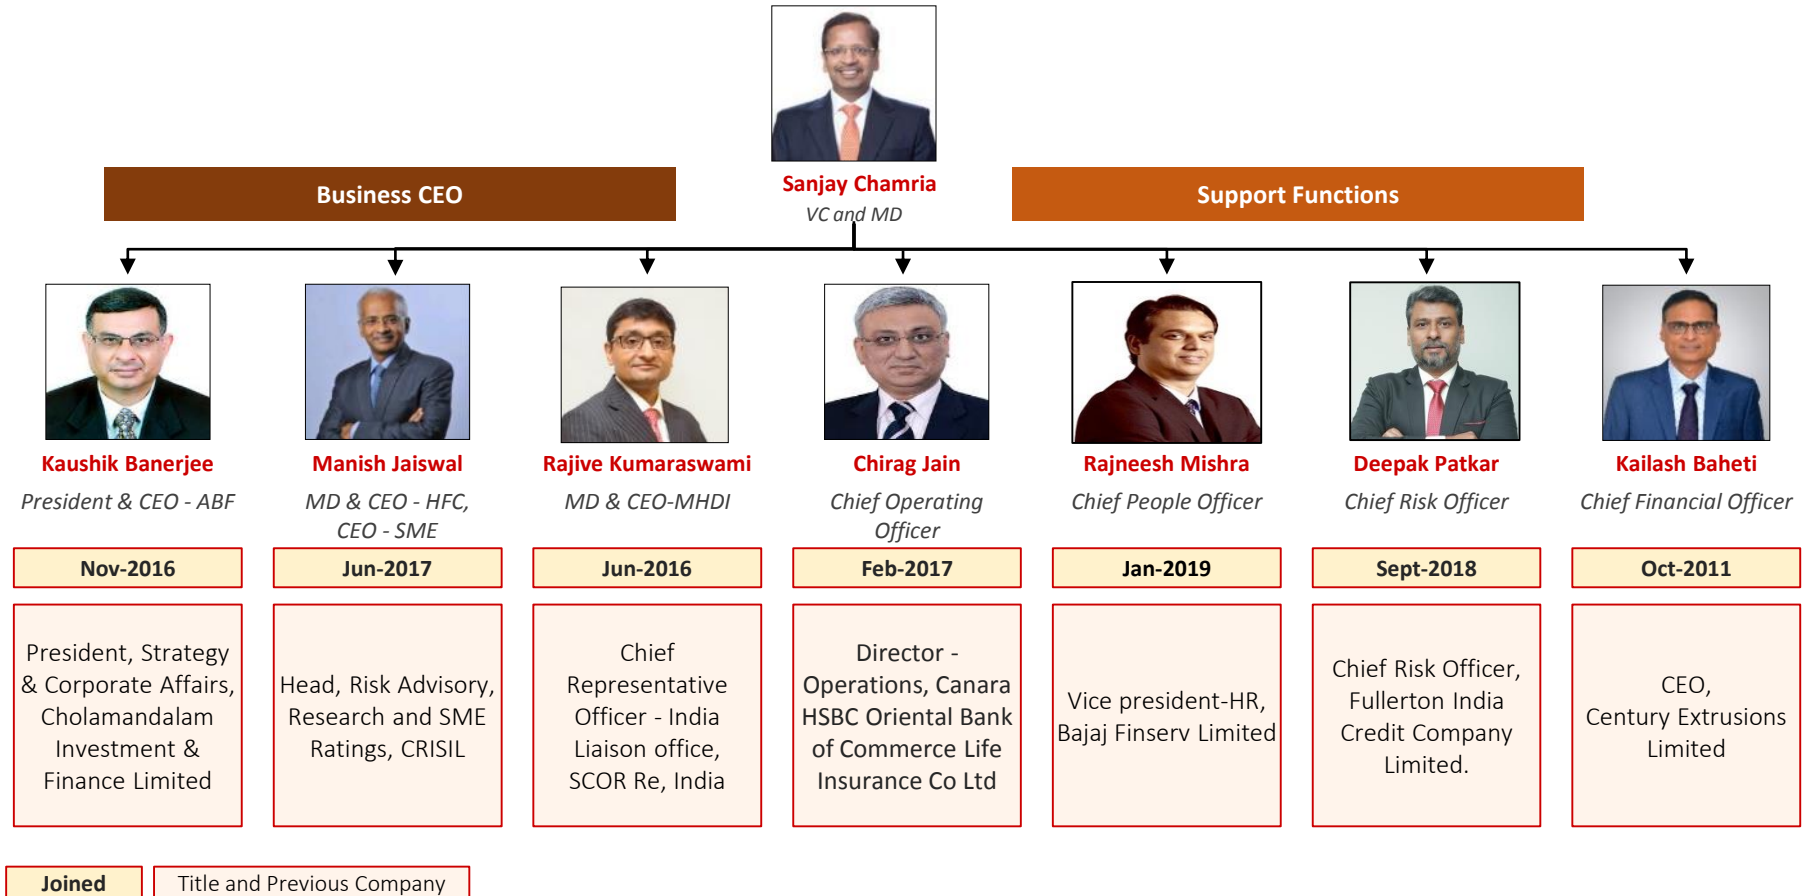 Business CEO
Sanjay Chamria
VC and MD
Support Functions
Kaushik Banerjee
President & CEO - ABF
Nov-2016
President, Strategy
& Corporate Affairs,
Cholamandalam
Investment &
Finance Limited
Manish Jaiswal
MD & CEO - HFC,
CEO - SME
Jun-2017
Head, Risk Advisory,
Research and SME
Ratings, CRISIL
Rajive Kumaraswami
MD & CEO-MHDI
Jun-2016
Chief
Representative
Officer - India
Liaison office,
SCOR Re, India
Chirag Jain
Chief Operating
Officer
Feb-2017
Director -
Operations, Canara
HSBC Oriental Bank
of Commerce Life
Insurance Co Ltd
Rajneesh Mishra
Chief People Officer
Jan-2019
Vice president-HR,
Bajaj Finserv Limited
Deepak Patkar
Chief Risk Officer
Sept-2018
Chief Risk Officer,
Fullerton India
Credit Company
Limited.
Kailash Baheti
Chief Financial Officer
Oct-2011
CEO,
Century Extrusions
Limited
Joined
Title and Previous Company